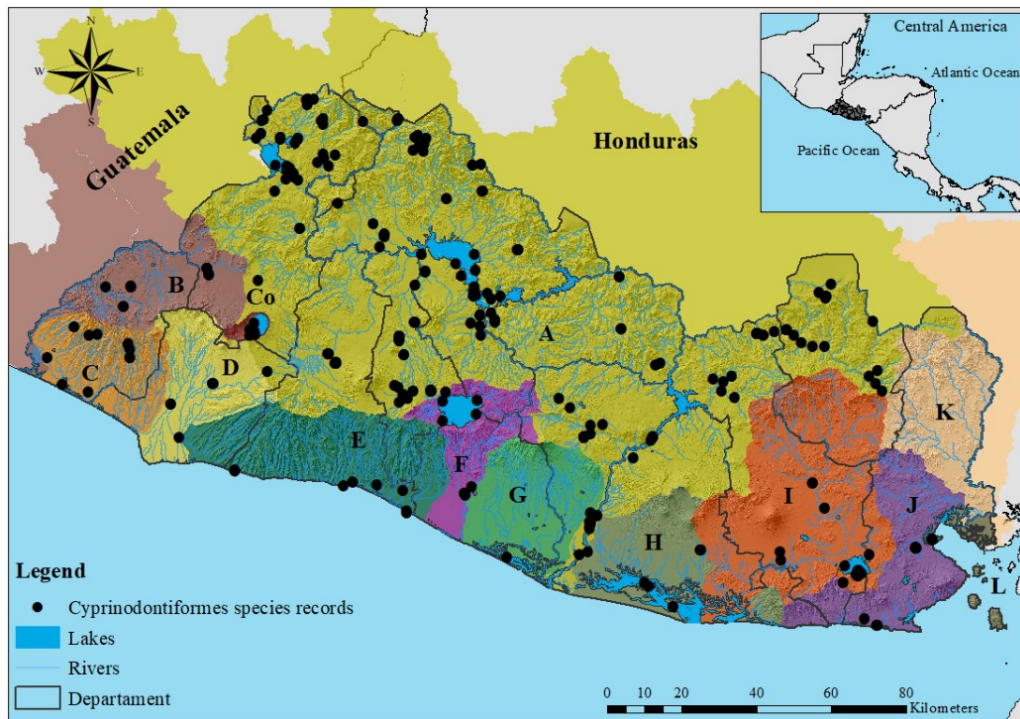 N
W E
S
Guatemala
Honduras
Central America
Atlantic Ocean
Pacific Ocean
B
Co
A
D
C
K
E
F
G
I
J
H
L
Legend
Cyprinodontiformes species records
Lakes
Rivers
Departament
0 10 20 40 60 80
Kilometers